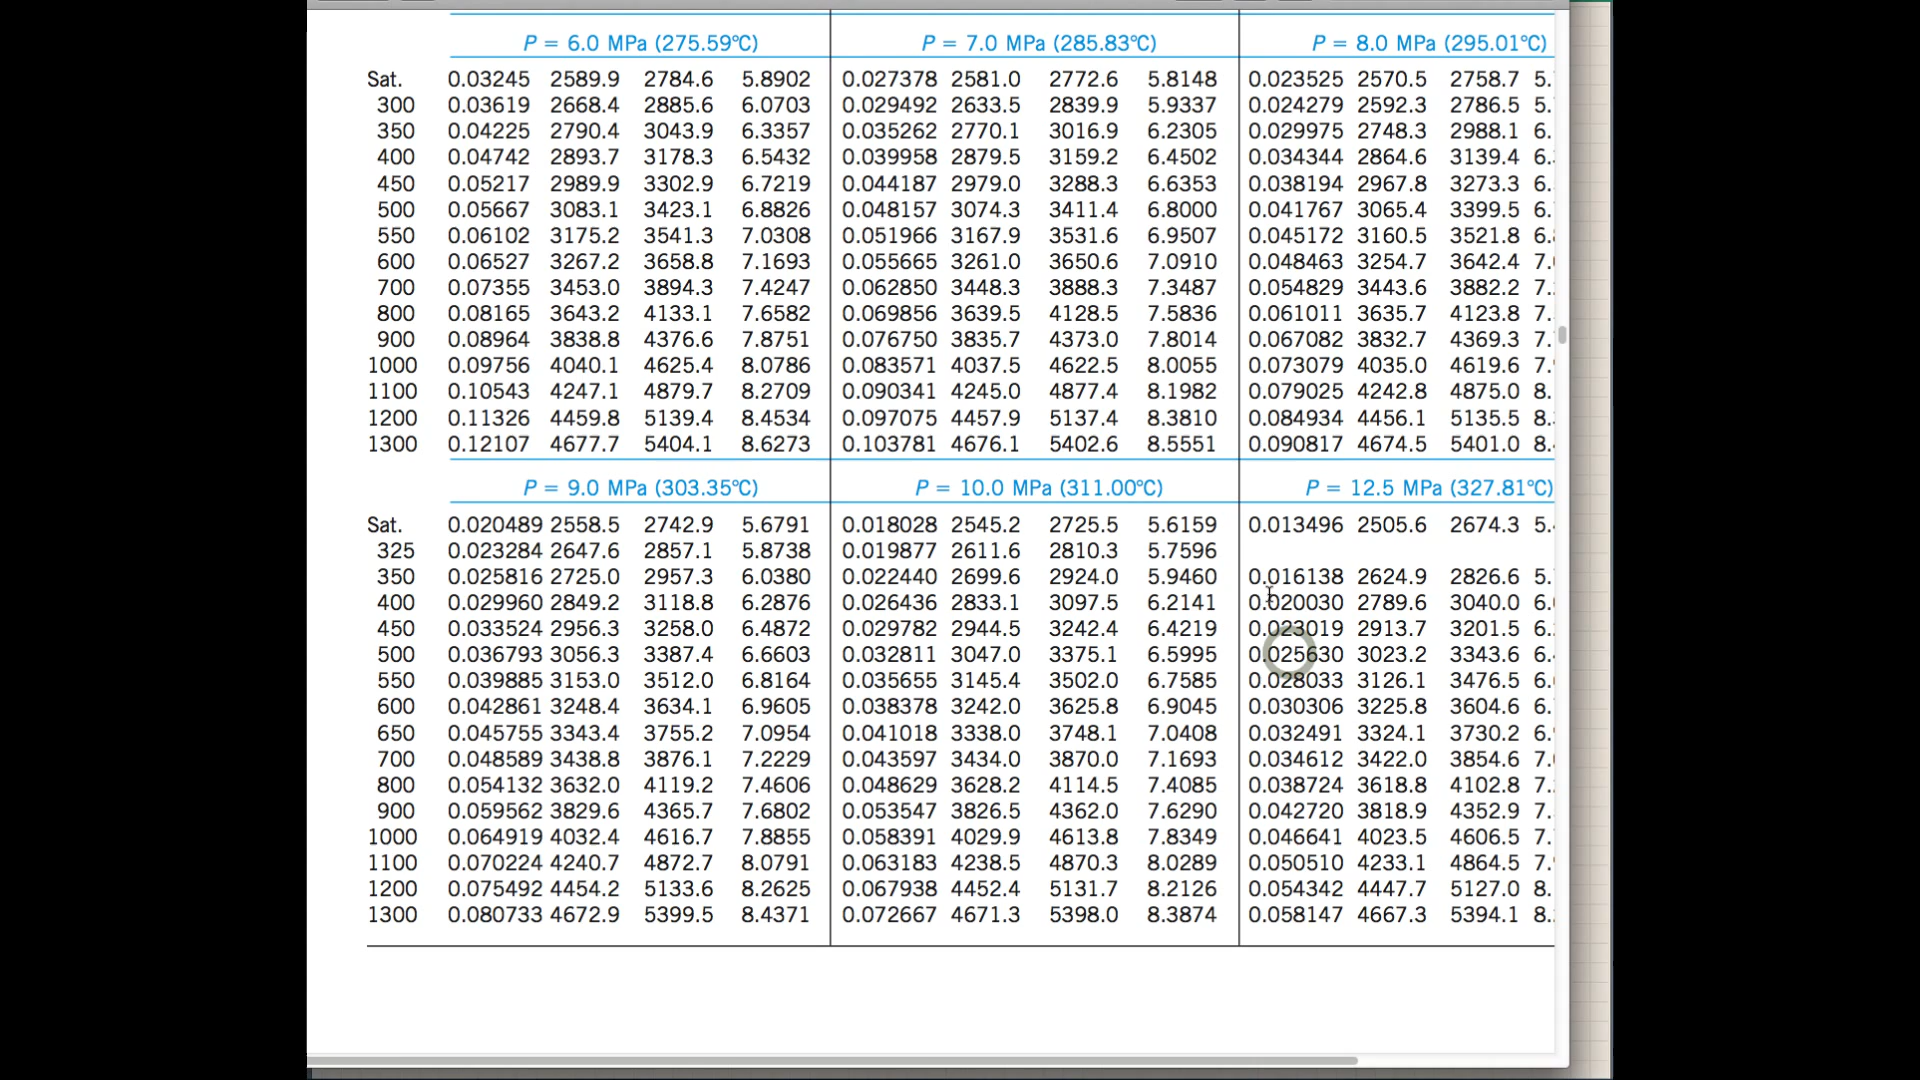 P = 6.0 MPa (275.59°C) P = 7.0 MPa (285.83°C) P = 8.0 MPa (295.01°C)
Sat. 0.03245 2589.9 2784.6 5.8902 0.027378 2581.0 2772.6 5.8148 0.023525 2570.5 2758.7 5.
300 0.03619 2668.4 2885.6 6.0703 0.029492 2633.5 2839.9 5.9337 0.024279 2592.3 2786.5 5.
350 0.04225 2790.4 3043.9 6.3357 0.035262 2770.1 3016.9 6.2305 0.029975 2748.3 2988.1 6.
400 0.04742 2893.7 3178.3 6.5432 0.039958 2879.5 3159.2 6.4502 0.034344 2864.6 3139.4 6.
450 0.05217 2989.9 3302.9 6.7219 0.044187 2979.0 3288.3 6.6353 0.038194 2967.8 3273.3 6.
500 0.05667 3083.1 3423.1 6.8826 0.048157 3074.3 3411.4 6.8000 0.041767 3065.4 3399.5 6.
550 0.06102 3175.2 3541.3 7.0308 0.051966 3167.9 3531.6 6.9507 0.045172 3160.5 3521.8 6.
600 0.06527 3267.2 3658.8 7.1693 0.055665 3261.0 3650.6 7.0910 0.048463 3254.7 3642.4 7.
700 0.07355 3453.0 3894.3 7.4247 0.062850 3448.3 3888.3 7.3487 0.054829 3443.6 3882.2 7.
800 0.08165 3643.2 4133.1 7.6582 0.069856 3639.5 4128.5 7.5836 0.061011 3635.7 4123.8 7.
900 0.08964 3838.8 4376.6 7.8751 0.076750 3835.7 4373.0 7.8014 0.067082 3832.7 4369.3 7.
1000 0.09756 4040.1 4625.4 8.0786 0.083571 4037.5 4622.5 8.0055 0.073079 4035.0 4619.6 7.
1100 0.10543 4247.1 4879.7 8.2709 0.090341 4245.0 4877.4 8.1982 0.079025 4242.8 4875.0 8.
1200 0.11326 4459.8 5139.4 8.4534 0.097075 4457.9 5137.4 8.3810 0.084934 4456.1 5135.5 8.
1300 0.12107 4677.7 5404.1 8.6273 0.103781 4676.1 5402.6 8.5551 0.090817 4674.5 5401.0 8.
P = 9.0 MPa (303.35°C) P = 10.0 MPa (311.00°C) P = 12.5 MPa (327.81°C)
Sat. 0.020489 2558.5 2742.9 5.6791 0.018028 2545.2 2725.5 5.6159 0.013496 2505.6 2674.3 5.
325 0.023284 2647.6 2857.1 5.8738 0.019877 2611.6 2810.3 5.7596
350 0.025816 2725.0 2957.3 6.0380 0.022440 2699.6 2924.0 5.9460 0.016138 2624.9 2826.6 5.
400 0.029960 2849.2 3118.8 6.2876 0.026436 2833.1 3097.5 6.2141 0.020030 2789.6 3040.0 6.
450 0.033524 2956.3 3258.0 6.4872 0.029782 2944.5 3242.4 6.4219 0.023019 2913.7 3201.5 6.
500 0.036793 3056.3 3387.4 6.6603 0.032811 3047.0 3375.1 6.5995 0.025630 3023.2 3343.6 6.
550 0.039885 3153.0 3512.0 6.8164 0.035655 3145.4 3502.0 6.7585 0.028033 3126.1 3476.5 6.
600 0.042861 3248.4 3634.1 6.9605 0.038378 3242.0 3625.8 6.9045 0.030306 3225.8 3604.6 6.
650 0.045755 3343.4 3755.2 7.0954 0.041018 3338.0 3748.1 7.0408 0.032491 3324.1 3730.2 6.
700 0.048589 3438.8 3876.1 7.2229 0.043597 3434.0 3870.0 7.1693 0.034612 3422.0 3854.6 7.
800 0.054132 3632.0 4119.2 7.4606 0.048629 3628.2 4114.5 7.4085 0.038724 3618.8 4102.8 7.
900 0.059562 3829.6 4365.7 7.6802 0.053547 3826.5 4362.0 7.6290 0.042720 3818.9 4352.9 7.
1000 0.064919 4032.4 4616.7 7.8855 0.058391 4029.9 4613.8 7.8349 0.046641 4023.5 4606.5 7.
1100 0.070224 4240.7 4872.7 8.0791 0.063183 4238.5 4870.3 8.0289 0.050510 4233.1 4864.5 7.
1200 0.075492 4454.2 5133.6 8.2625 0.067938 4452.4 5131.7 8.2126 0.054342 4447.7 5127.0 8.
1300 0.080733 4672.9 5399.5 8.4371 0.072667 4671.3 5398.0 8.3874 0.058147 4667.3 5394.1 8.